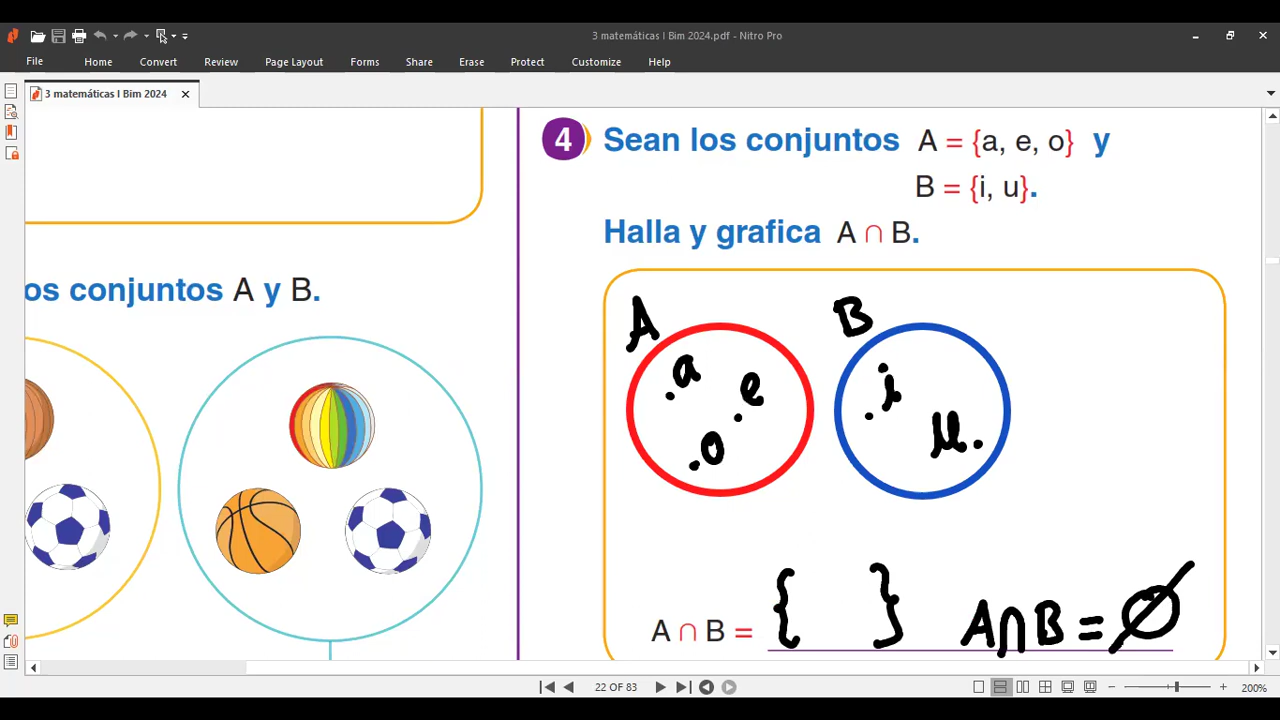 3 matemáticas I Bim 2024.pdf - Nitro Pro
File Home Convert Review Page Layout Forms Share Erase Protect Customize Help
3 matemáticas I Bim 2024
os conjuntos A y B.
4 Sean los conjuntos A = {a, e, o} y
B = {i, u}.
Halla y grafica A ∩ B.
A B
a e o
i u
A ∩ B = { } A∩B = Ø
22 OF 83
200%